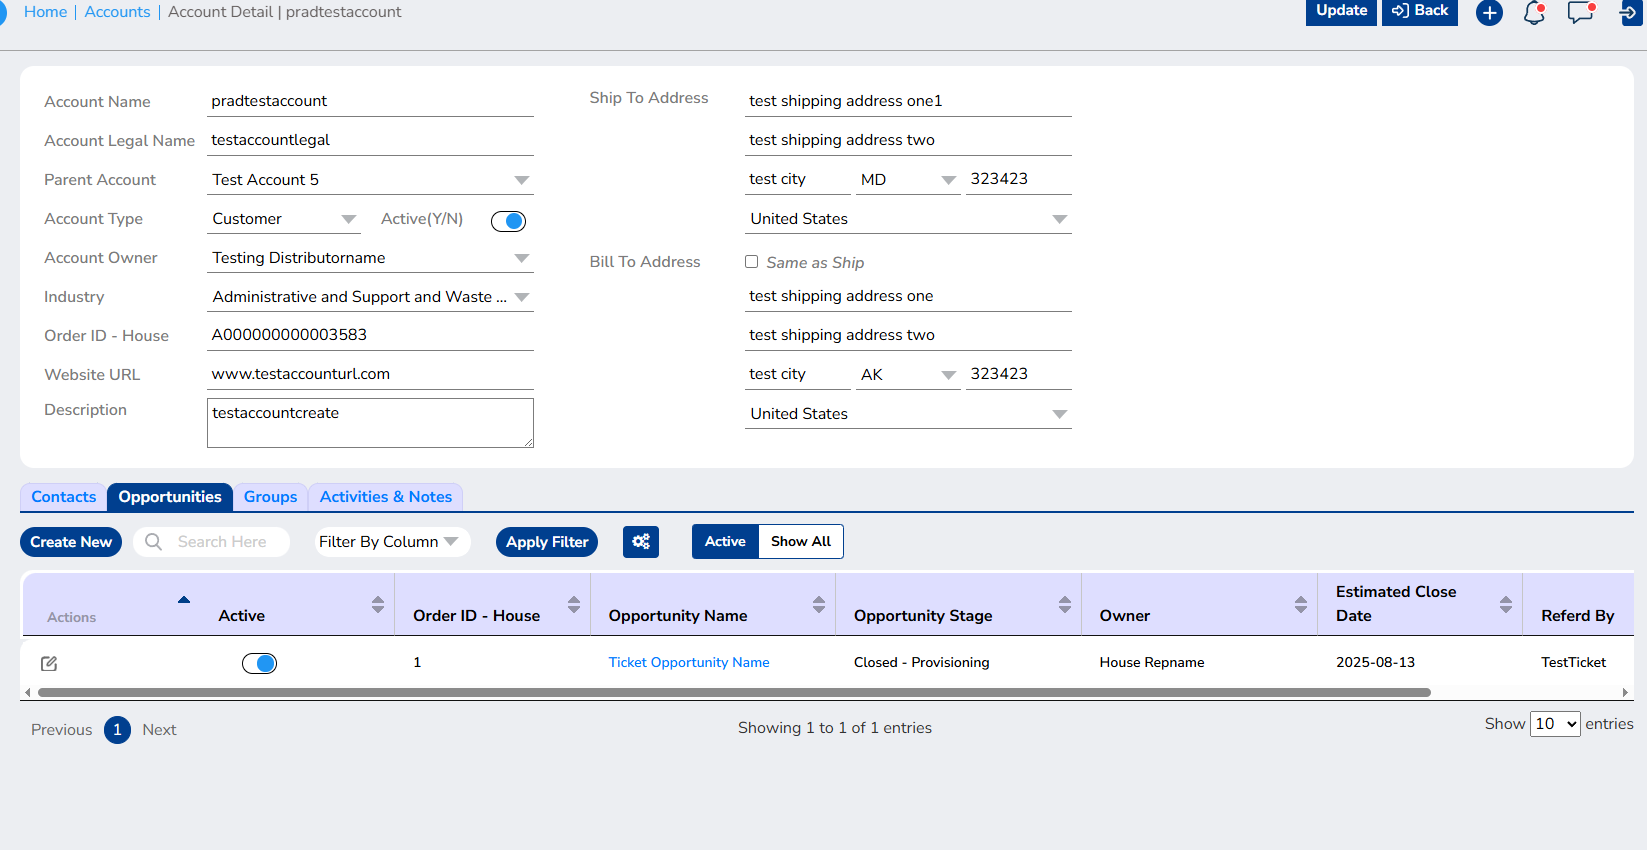 Home | Accounts | Account Detail | pradtestaccount
Update Back
Account Name pradtestaccount
Account Legal Name testaccountlegal
Parent Account Test Account 5
Account Type Customer Active(Y/N)
Account Owner Testing Distributorname
Industry Administrative and Support and Waste ...
Order ID - House A000000000003583
Website URL www.testaccounturl.com
Description testaccountcreate
Ship To Address test shipping address one1
test shipping address two
test city MD 323423
United States
Bill To Address Same as Ship
test shipping address one
test shipping address two
test city AK 323423
United States
Contacts Opportunities Groups Activities & Notes
Create New Search Here Filter By Column Apply Filter Active Show All
Actions Active Order ID - House Opportunity Name Opportunity Stage Owner Estimated Close Date Referd By
1 Ticket Opportunity Name Closed - Provisioning House Repname 2025-08-13 TestTicket
Previous 1 Next Showing 1 to 1 of 1 entries Show 10 entries